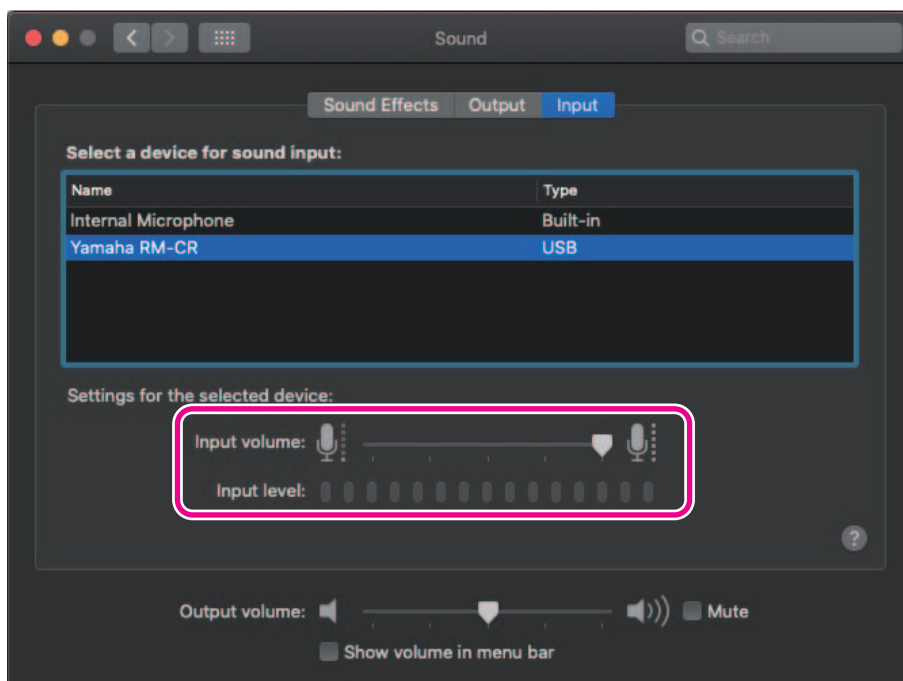 Sound
Search
Sound Effects Output Input
Select a device for sound input:
Name Type
Internal Microphone Built-in
Yamaha RM-CR USB
Settings for the selected device:
Input volume:
Input level:
?
Output volume: Mute
Show volume in menu bar